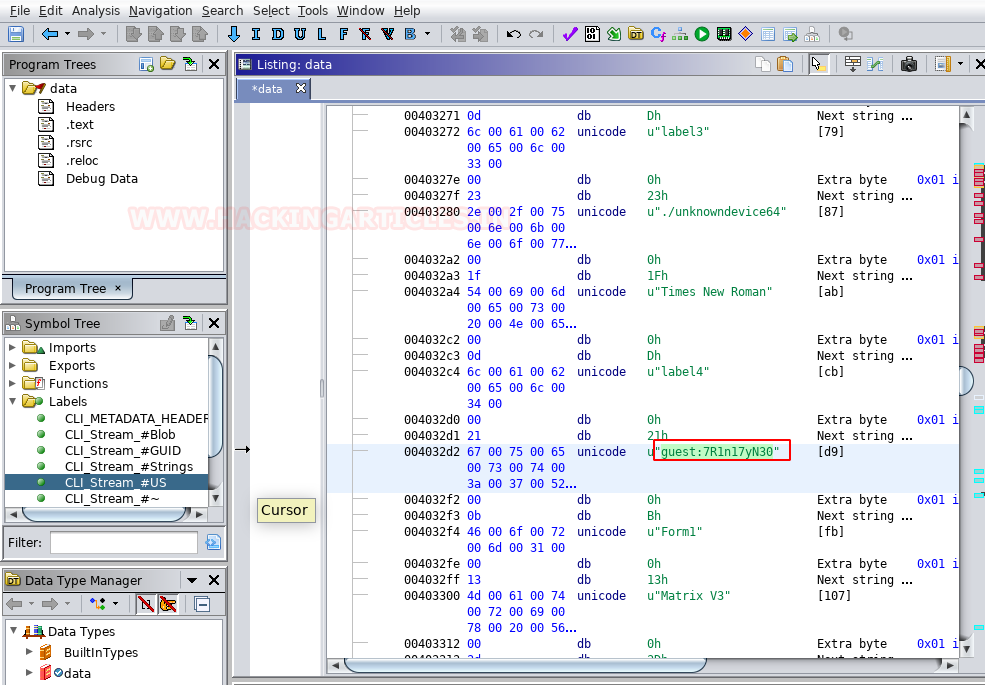 File Edit Analysis Navigation Search Select Tools Window Help
I D U L F R V B
Program Trees
data
Headers
.text
.rsrc
.reloc
Debug Data
Program Tree ×
Symbol Tree
Imports
Exports
Functions
Labels
CLI_METADATA_HEADER
CLI_Stream_#Blob
CLI_Stream_#GUID
CLI_Stream_#Strings
CLI_Stream_#US
CLI_Stream_#~
Filter:
Data Type Manager
Data Types
BuiltInTypes
data
Listing: data
*data
00403271 0d db Dh Next string ...
00403272 6c 00 61 00 62 unicode u"label3" [79]
00 65 00 6c 00
33 00
0040327e 00 db 0h Extra byte 0x01 i
0040327f 23 db 23h Next string ...
00403280 2e 00 2f 00 75 unicode u"./unknowndevice64" [87]
00 6e 00 6b 00
6e 00 6f 00 77...
004032a2 00 db 0h Extra byte 0x01 i
004032a3 1f db 1Fh Next string ...
004032a4 54 00 69 00 6d unicode u"Times New Roman" [ab]
00 65 00 73 00
20 00 4e 00 65...
004032c2 00 db 0h Extra byte 0x01 i
004032c3 0d db Dh Next string ...
004032c4 6c 00 61 00 62 unicode u"label4" [cb]
00 65 00 6c 00
34 00
004032d0 00 db 0h Extra byte 0x01 i
004032d1 21 db 21h Next string ...
004032d2 67 00 75 00 65 unicode u"guest:7R1n17yN30" [d9]
00 73 00 74 00
3a 00 37 00 52...
004032f2 00 db 0h Extra byte 0x01 i
004032f3 0b db Bh Next string ...
004032f4 46 00 6f 00 72 unicode u"Form1" [fb]
00 6d 00 31 00
004032fe 00 db 0h Extra byte 0x01 i
004032ff 13 db 13h Next string ...
00403300 4d 00 61 00 74 unicode u"Matrix V3" [107]
00 72 00 69 00
78 00 20 00 56...
00403312 00 db 0h Extra byte 0x01 i
Cursor
WWW.HACKINGARTICLES.IN